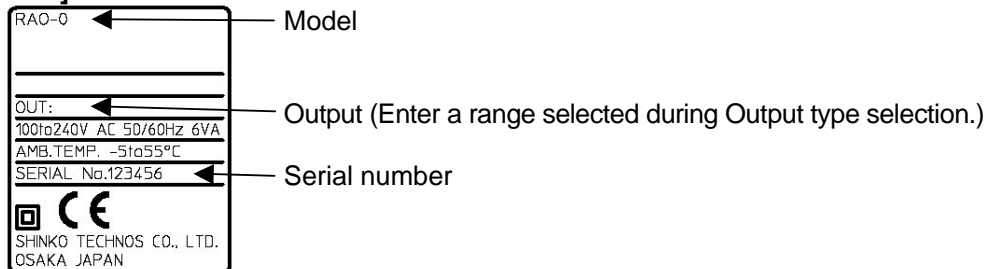 RAO-0
Model
OUT:
Output (Enter a range selected during Output type selection.)
100to240V AC 50/60Hz 6VA
AMB.TEMP. -5to55°C
SERIAL No.123456
Serial number
CE
SHINKO TECHNOS CO., LTD.
OSAKA JAPAN